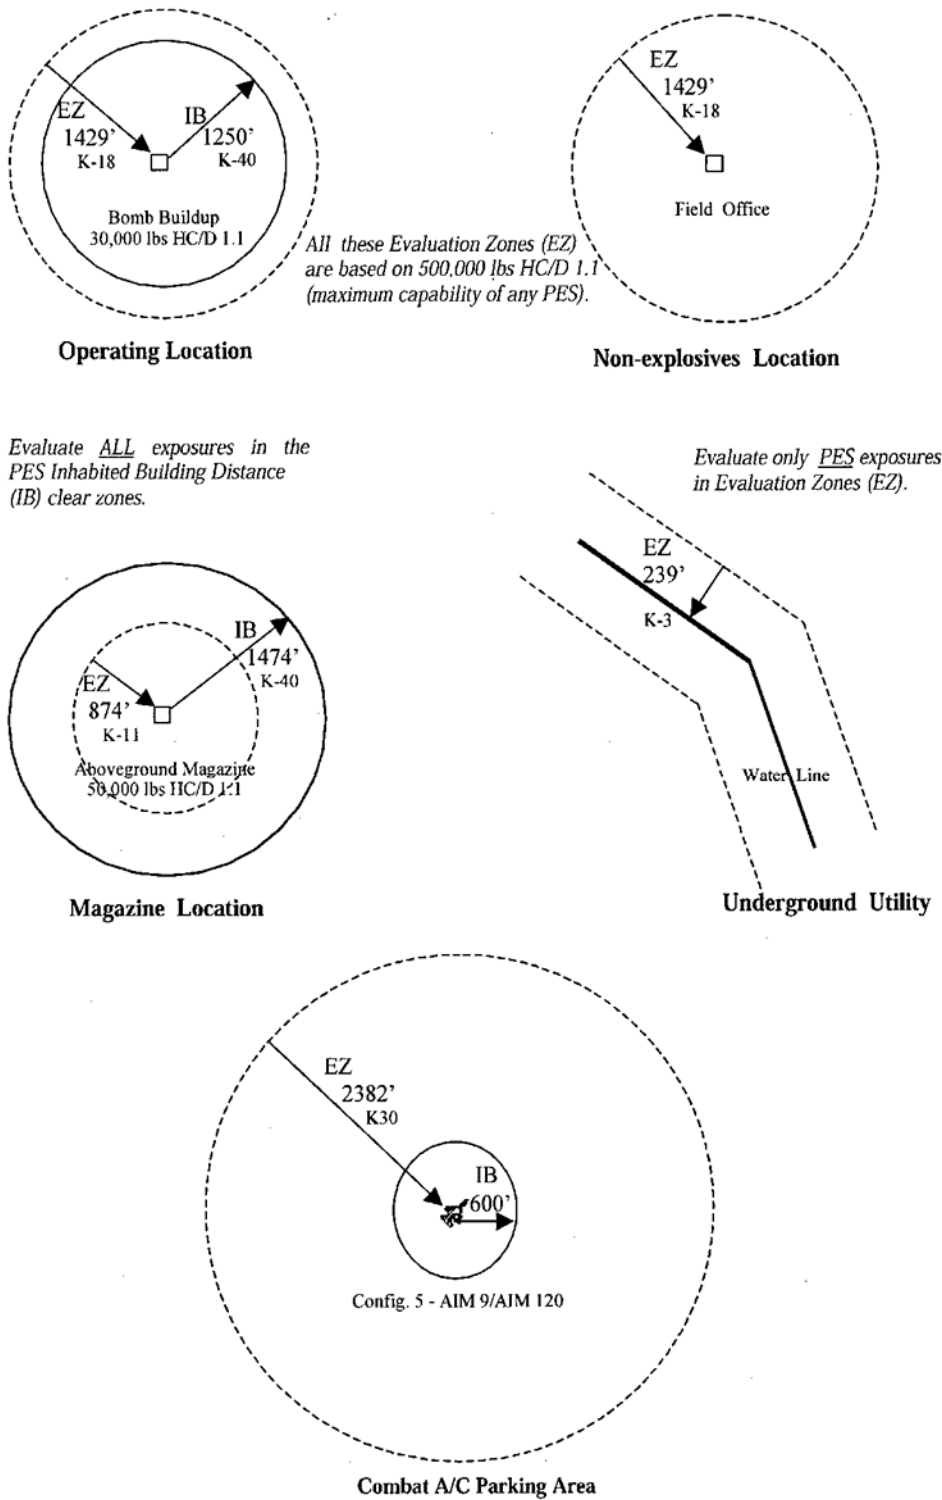 EZ
1429'
K-18
IB
1250'
K-40
Bomb Buildup
30,000 lbs HC/D 1.1
Operating Location
EZ
1429'
K-18
Field Office
Non-explosives Location
All these Evaluation Zones (EZ)
are based on 500,000 lbs HC/D 1.1
(maximum capability of any PES).
Evaluate ALL exposures in the
PES Inhabited Building Distance
(IB) clear zones.
Evaluate only PES exposures
in Evaluation Zones (EZ).
IB
1474'
K-40
EZ
874'
K-11
Aboveground Magazine
50,000 lbs HC/D 1.1
Magazine Location
EZ
239'
K-3
Water Line
Underground Utility
EZ
2382'
K30
IB
600'
Config. 5 - AIM 9/AIM 120
Combat A/C Parking Area